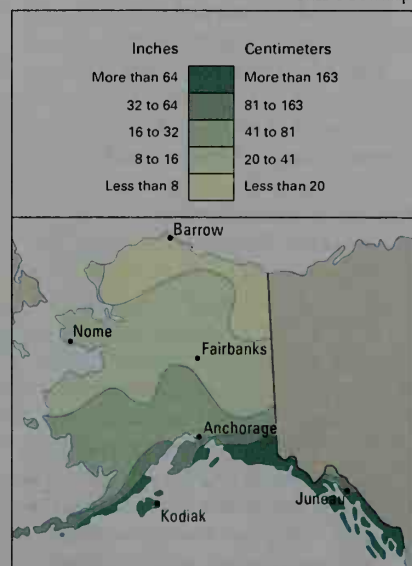 Inches Centimeters
More than 64 More than 163
32 to 64 81 to 163
16 to 32 41 to 81
8 to 16 20 to 41
Less than 8 Less than 20
Barrow
Nome
Fairbanks
Anchorage
Juneau
Kodiak